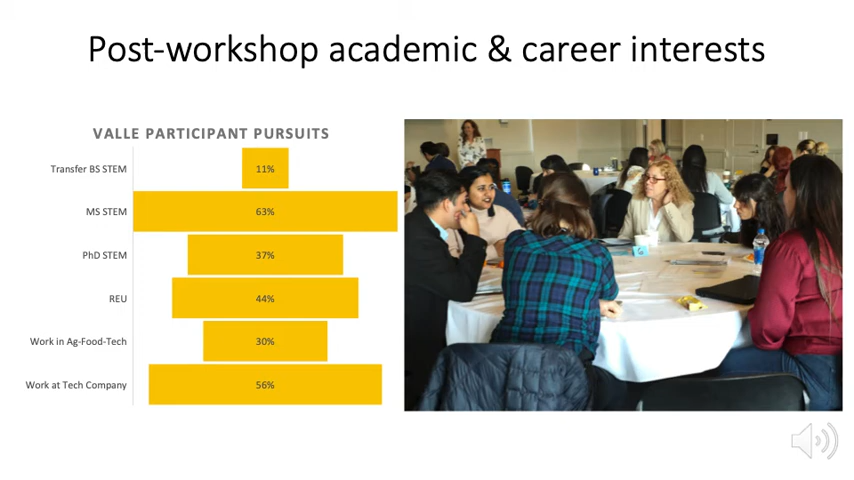 Post-workshop academic & career interests
VALLE PARTICIPANT PURSUITS
Transfer BS STEM
11%
MS STEM
63%
PhD STEM
37%
REU
44%
Work in Ag-Food-Tech
30%
Work at Tech Company
56%